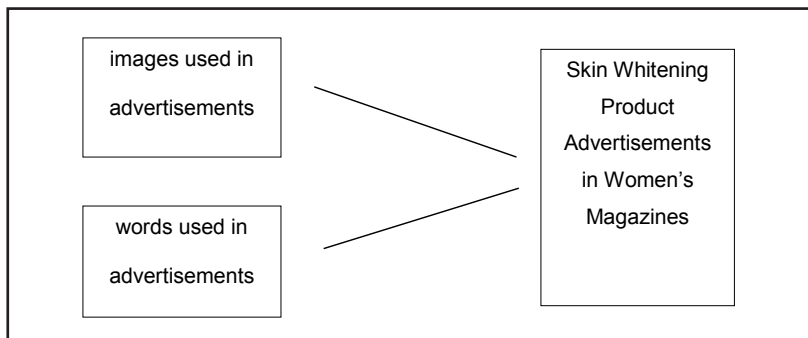 images used in
advertisements
words used in
advertisements
Skin Whitening
Product
Advertisements
in Women’s
Magazines